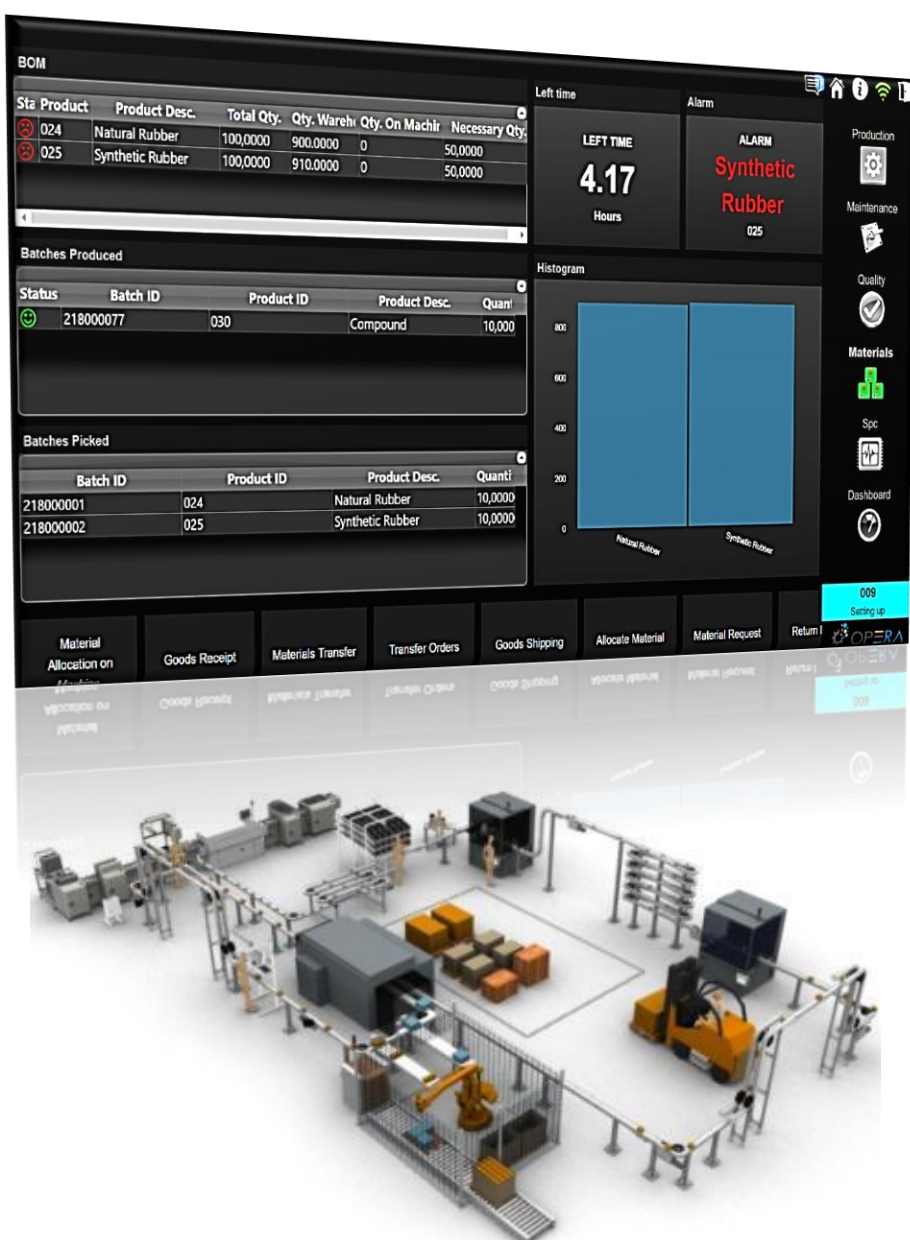 BOM
Sta Product Product Desc. Total Qty. Qty. Wareh Qty. On Machin Necessary Qty.
024 Natural Rubber 100,0000 900.0000 0 50,0000
025 Synthetic Rubber 100,0000 910.0000 0 50,0000
Left time
LEFT TIME
4.17
Hours
Alarm
ALARM
Synthetic
Rubber
025
Batches Produced
Status Batch ID Product ID Product Desc. Quant
218000077 030 Compound 10,000
Batches Picked
Batch ID Product ID Product Desc. Quanti
218000001 024 Natural Rubber 10,0000
218000002 025 Synthetic Rubber 10,0000
Histogram
800
600
400
200
0
Natural Rubber
Synthetic Rubber
Production
Maintenance
Quality
Materials
Spc
Dashboard
009
Setting up
OPERA
Material
Allocation on
Machine
Goods Receipt
Materials Transfer
Transfer Orders
Goods Shipping
Allocate Material
Material Request
Return